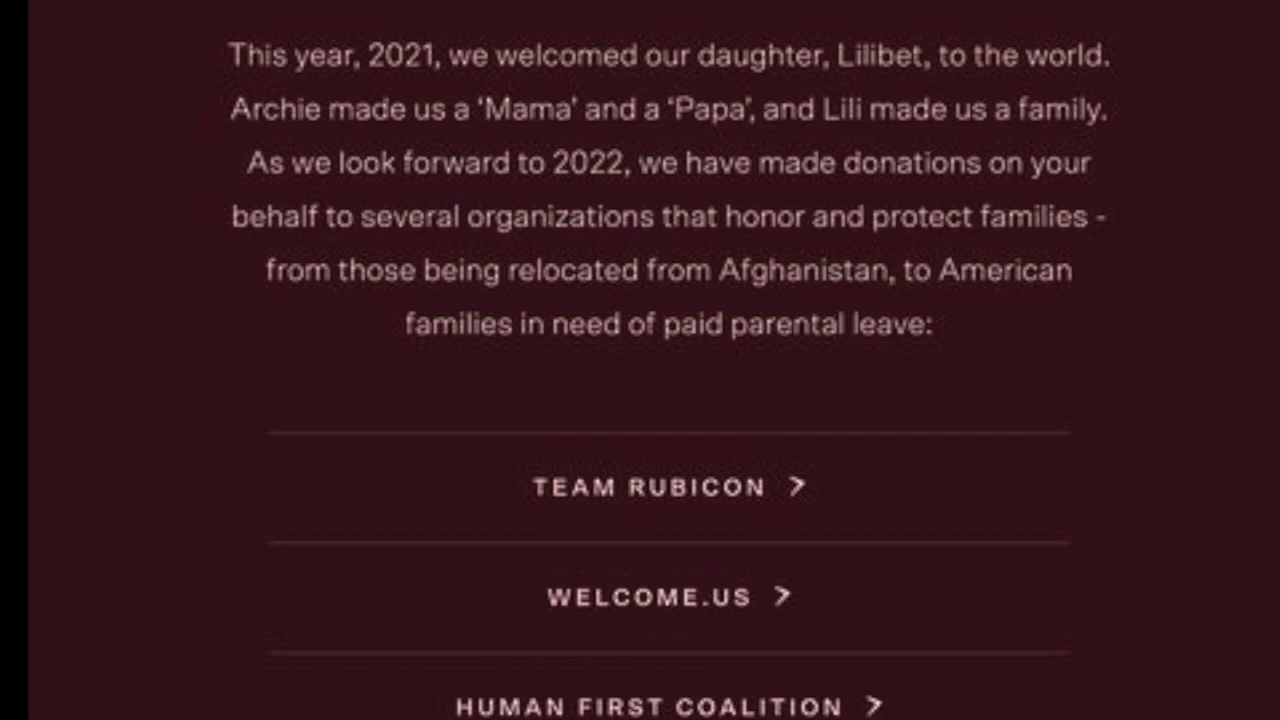 This year, 2021, we welcomed our daughter, Lilibet, to the world.
Archie made us a ‘Mama’ and a ‘Papa’, and Lili made us a family.
As we look forward to 2022, we have made donations on your
behalf to several organizations that honor and protect families -
from those being relocated from Afghanistan, to American
families in need of paid parental leave:
TEAM RUBICON >
WELCOME.US >
HUMAN FIRST COALITION >